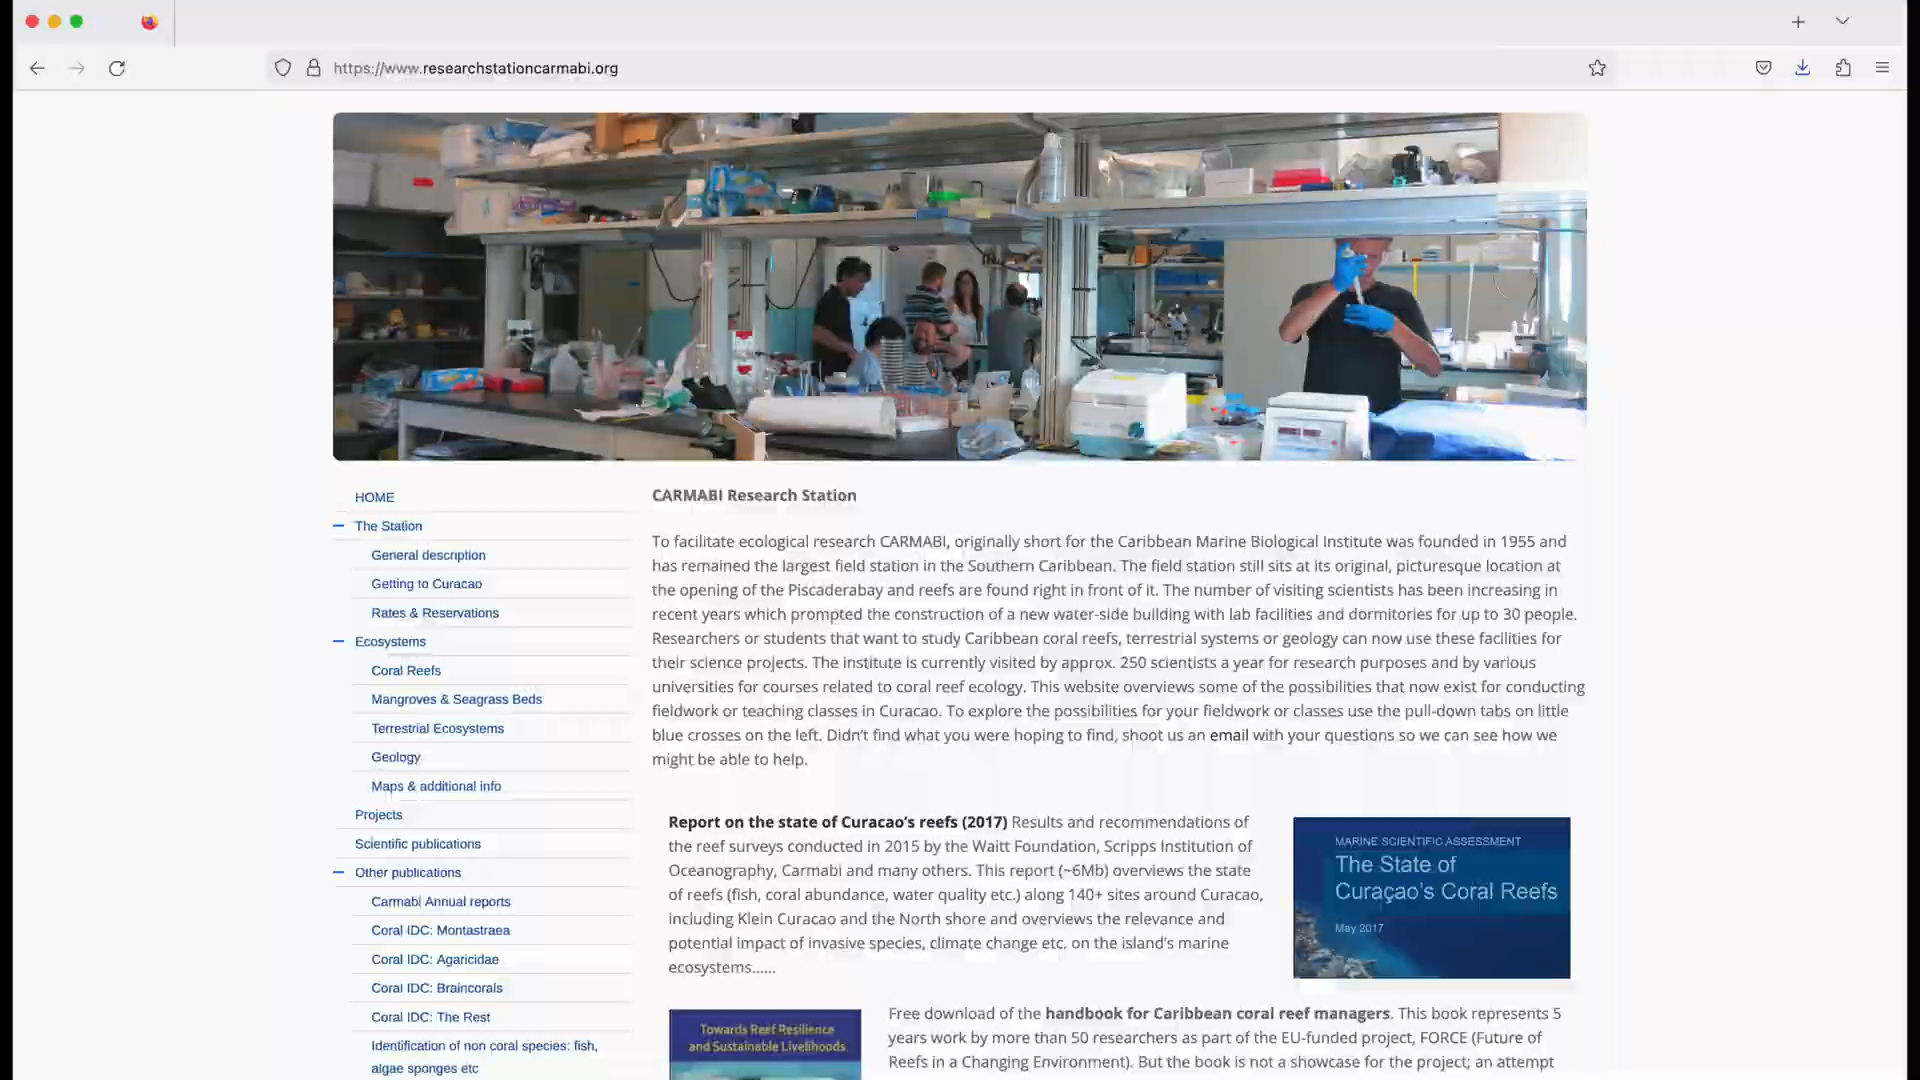 https://www.researchstationcarmabi.org
HOME
The Station
General description
Getting to Curacao
Rates & Reservations
Ecosystems
Coral Reefs
Mangroves & Seagrass Beds
Terrestrial Ecosystems
Geology
Maps & additional info
Projects
Scientific publications
Other publications
Carmabi Annual reports
Coral IDC: Montastraea
Coral IDC: Agaricidae
Coral IDC: Braincorals
Coral IDC: The Rest
Identification of non coral species: fish,
algae sponges etc
CARMABI Research Station
To facilitate ecological research CARMABI, originally short for the Caribbean Marine Biological Institute was founded in 1955 and
has remained the largest field station in the Southern Caribbean. The field station still sits at its original, picturesque location at
the opening of the Piscaderabay and reefs are found right in front of it. The number of visiting scientists has been increasing in
recent years which prompted the construction of a new water-side building with lab facilities and dormitories for up to 30 people.
Researchers or students that want to study Caribbean coral reefs, terrestrial systems or geology can now use these facilities for
their science projects. The institute is currently visited by approx. 250 scientists a year for research purposes and by various
universities for courses related to coral reef ecology. This website overviews some of the possibilities that now exist for conducting
fieldwork or teaching classes in Curacao. To explore the possibilities for your fieldwork or classes use the pull-down tabs on little
blue crosses on the left. Didn't find what you were hoping to find, shoot us an email with your questions so we can see how we
might be able to help.
Report on the state of Curacao's reefs (2017) Results and recommendations of
the reef surveys conducted in 2015 by the Waitt Foundation, Scripps Institution of
Oceanography, Carmabi and many others. This report (~6Mb) overviews the state
of reefs (fish, coral abundance, water quality etc.) along 140+ sites around Curacao,
including Klein Curacao and the North shore and overviews the relevance and
potential impact of invasive species, climate change etc. on the island's marine
ecosystems......
MARINE SCIENTIFIC ASSESSMENT
The State of
Curaçao's Coral Reefs
May 2017
Towards Reef Resilience
and Sustainable Livelihoods
Free download of the handbook for Caribbean coral reef managers. This book represents 5
years work by more than 50 researchers as part of the EU-funded project, FORCE (Future of
Reefs in a Changing Environment). But the book is not a showcase for the project; an attempt